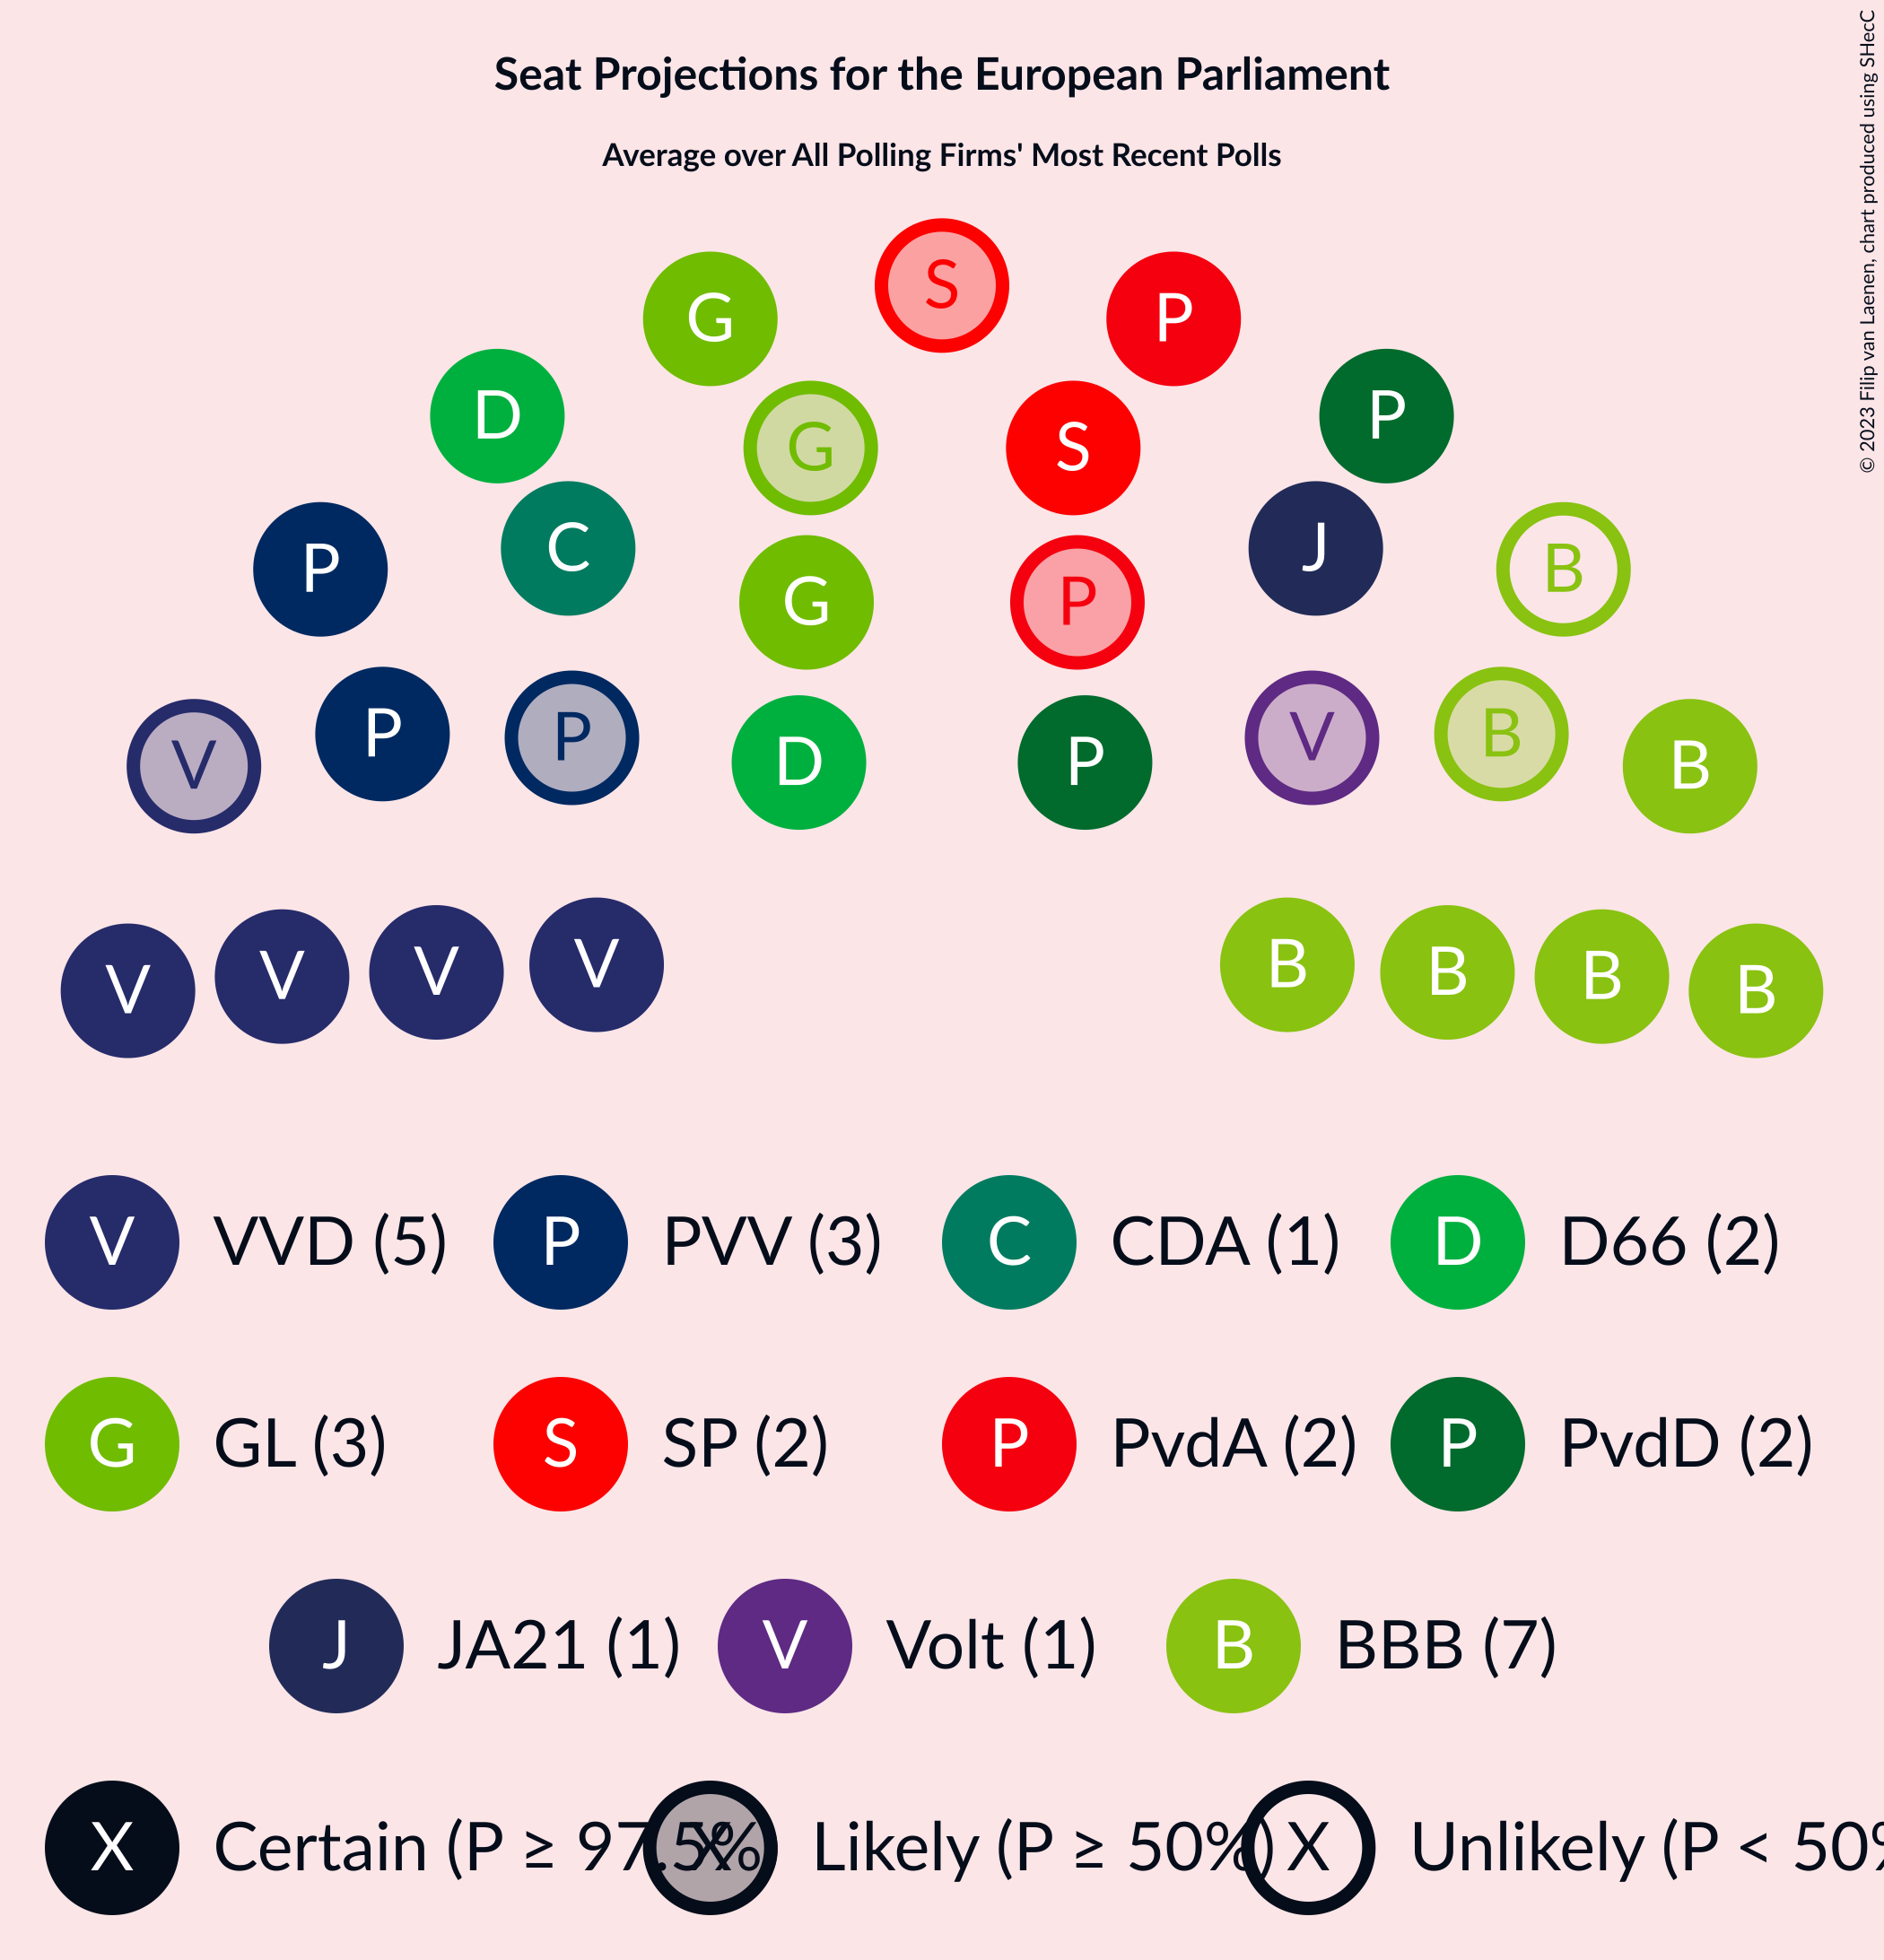 Seat Projections for the European Parliament
Average over All Polling Firms' Most Recent Polls
© 2023 Filip van Laenen, chart produced using SHecC
S
G P
D P
G S
C J
P B
G P
P V P V B B
D P
V B
V V V V B B B B
V VVD (5) P PVV (3) C CDA (1) D D66 (2)
G GL (3) S SP (2) P PvdA (2) P PvdD (2)
J JA21 (1) V Volt (1) B BBB (7)
X Certain (P ≥ 97.5% X Likely (P ≥ 50%) X Unlikely (P < 50%